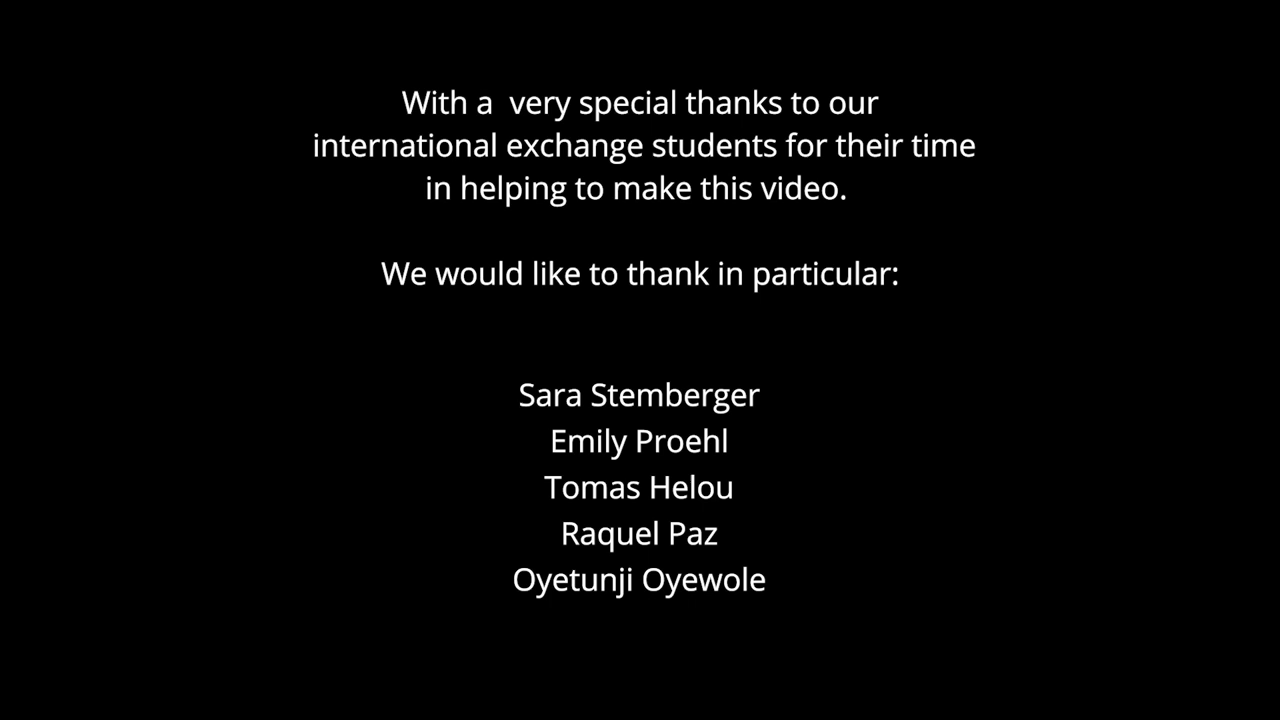 With a  very special thanks to our
international exchange students for their time
in helping to make this video.
We would like to thank in particular:
Sara Stemberger
Emily Proehl
Tomas Helou
Raquel Paz
Oyetunji Oyewole